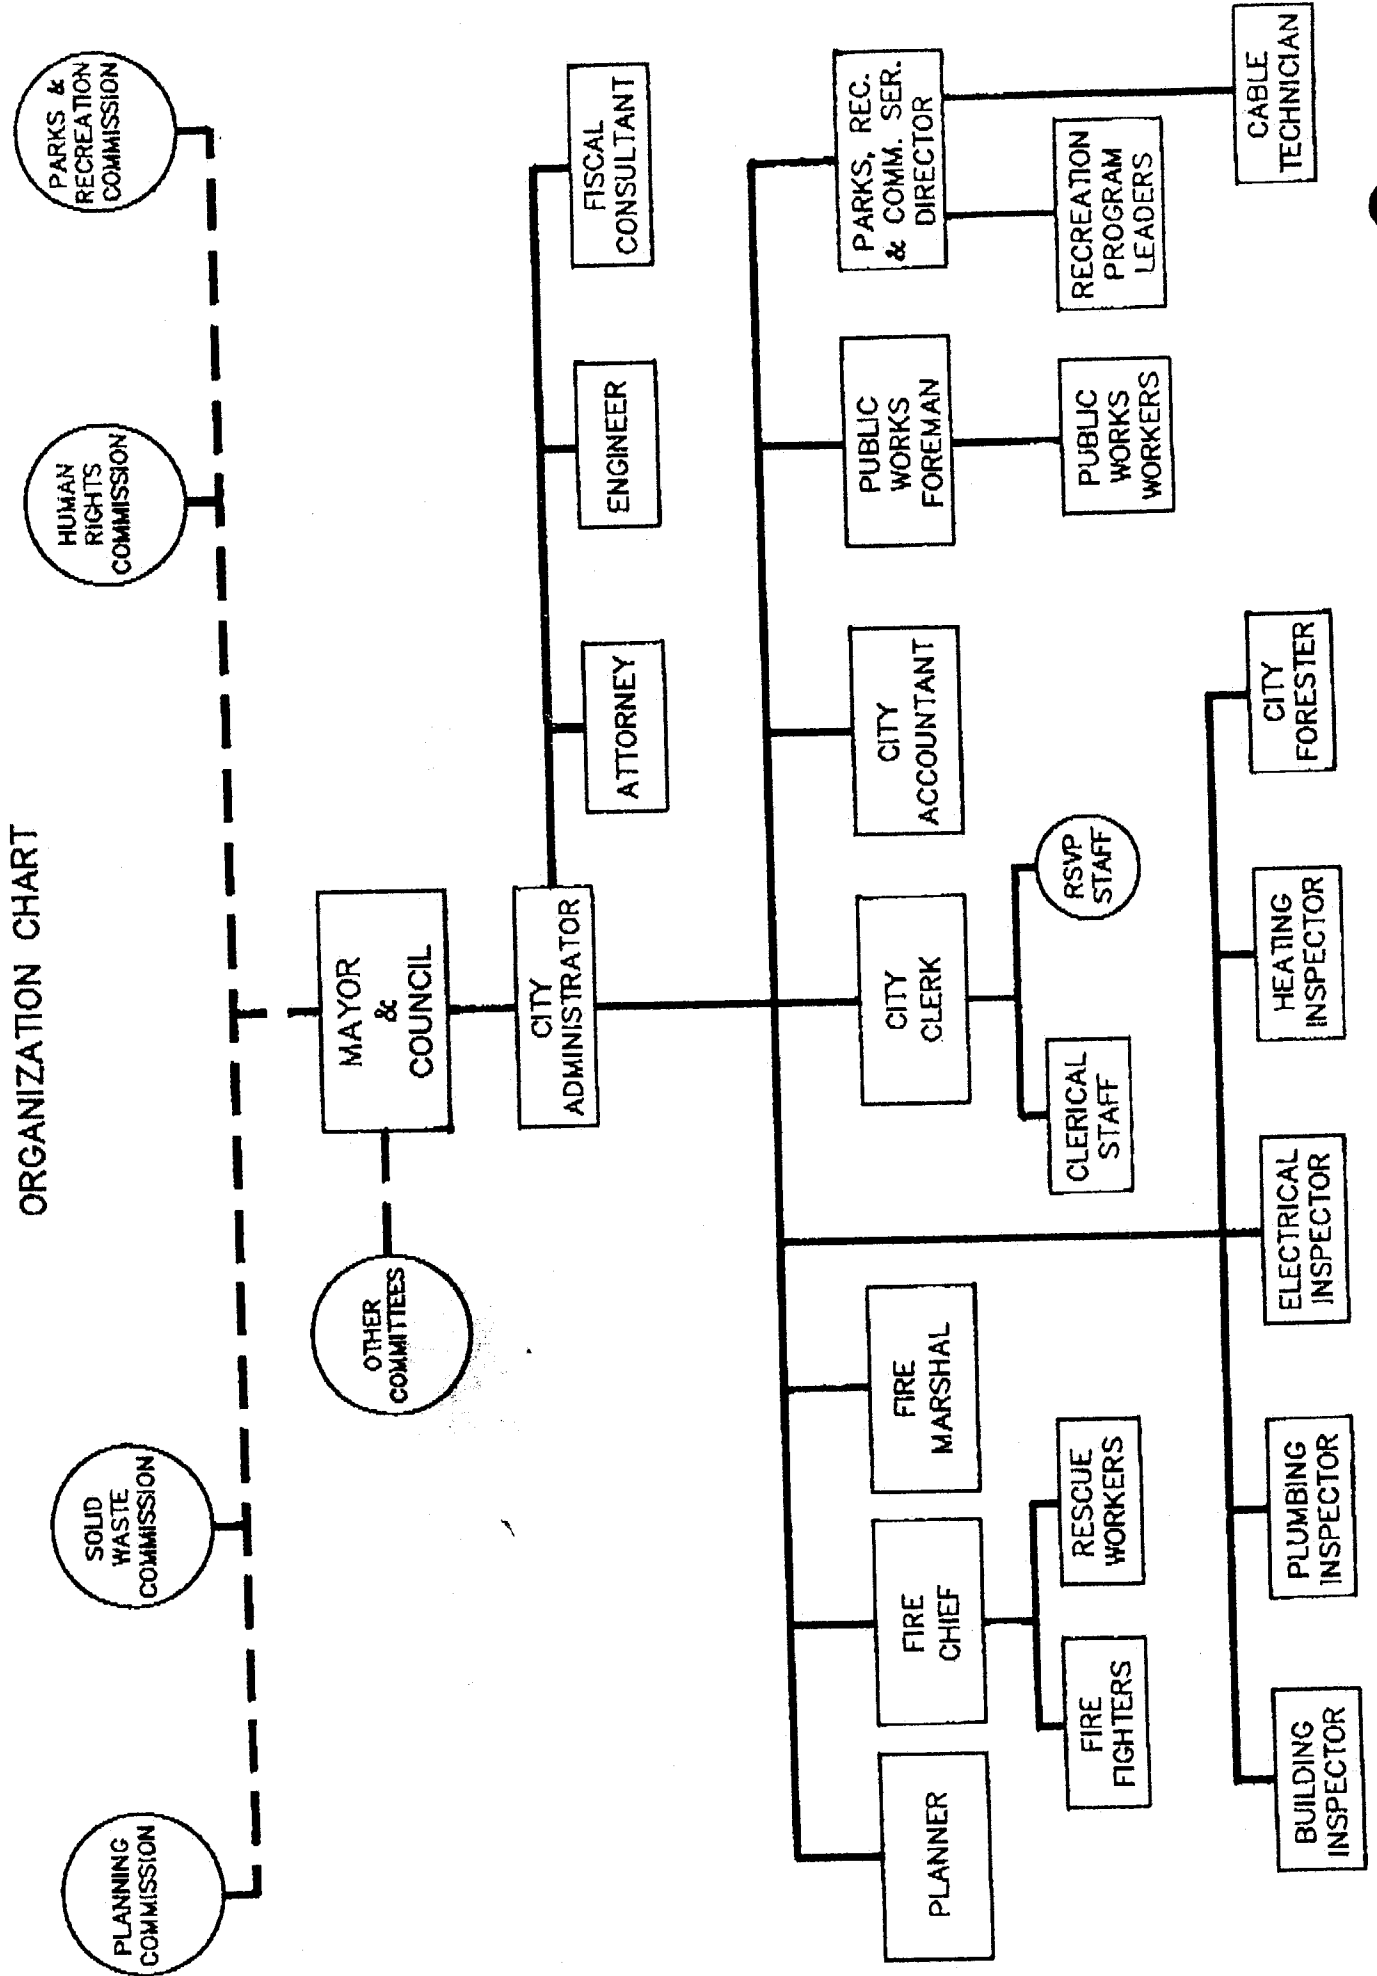 ORGANIZATION CHART
PLANNING
COMMISSION
SOLID
WASTE
COMMISSION
HUMAN
RIGHTS
COMMISSION
PARKS &
RECREATION
COMMISSION
OTHER
COMMITTEES
MAYOR
&
COUNCIL
CITY
ADMINISTRATOR
ATTORNEY
ENGINEER
FISCAL
CONSULTANT
PLANNER
FIRE
CHIEF
FIRE
MARSHAL
CITY
CLERK
CITY
ACCOUNTANT
PUBLIC
WORKS
FOREMAN
PARKS, REC.
& COMM. SER.
DIRECTOR
FIRE
FIGHTERS
RESCUE
WORKERS
CLERICAL
STAFF
RSVP
STAFF
PUBLIC
WORKS
WORKERS
RECREATION
PROGRAM
LEADERS
BUILDING
INSPECTOR
PLUMBING
INSPECTOR
ELECTRICAL
INSPECTOR
HEATING
INSPECTOR
CITY
FORESTER
CABLE
TECHNICIAN